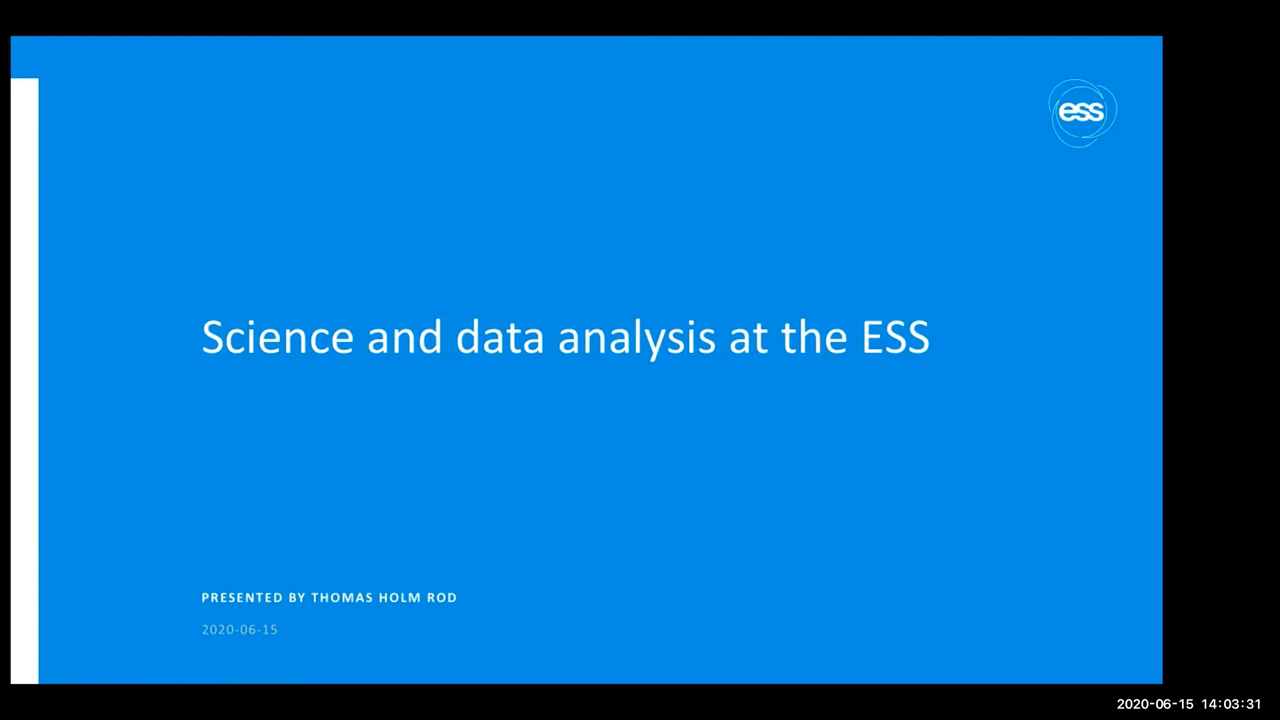 ess
Science and data analysis at the ESS
PRESENTED BY THOMAS HOLM ROD
2020-06-15
2020-06-15 14:03:31